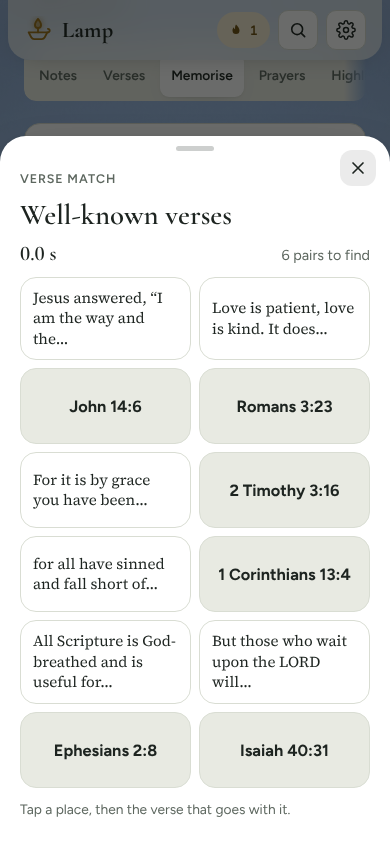 Lamp
1
Notes
Verses
Memorise
Prayers
High
VERSE MATCH
Well-known verses
0.0 s
6 pairs to find
Jesus answered, “I
am the way and
the...
Love is patient, love
is kind. It does...
John 14:6
Romans 3:23
For it is by grace
you have been...
2 Timothy 3:16
for all have sinned
and fall short of...
1 Corinthians 13:4
All Scripture is God-
breathed and is
useful for...
But those who wait
upon the LORD
will...
Ephesians 2:8
Isaiah 40:31
Tap a place, then the verse that goes with it.